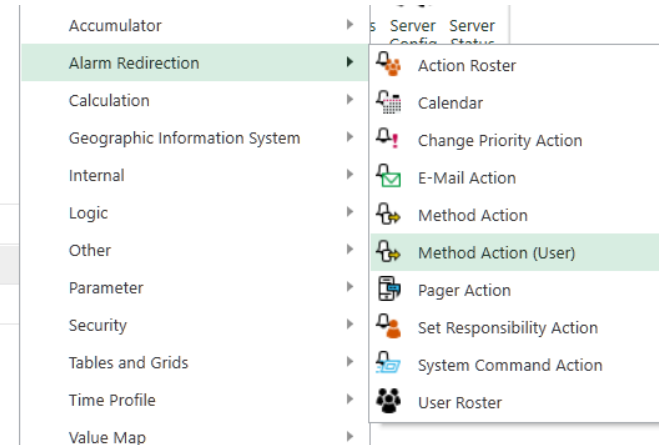 Accumulator
s Server Server
Config Status
Alarm Redirection
Action Roster
Calculation
Calendar
Geographic Information System
Change Priority Action
Internal
E-Mail Action
Logic
Method Action
Other
Method Action (User)
Parameter
Pager Action
Security
Set Responsibility Action
Tables and Grids
System Command Action
Time Profile
User Roster
Value Map